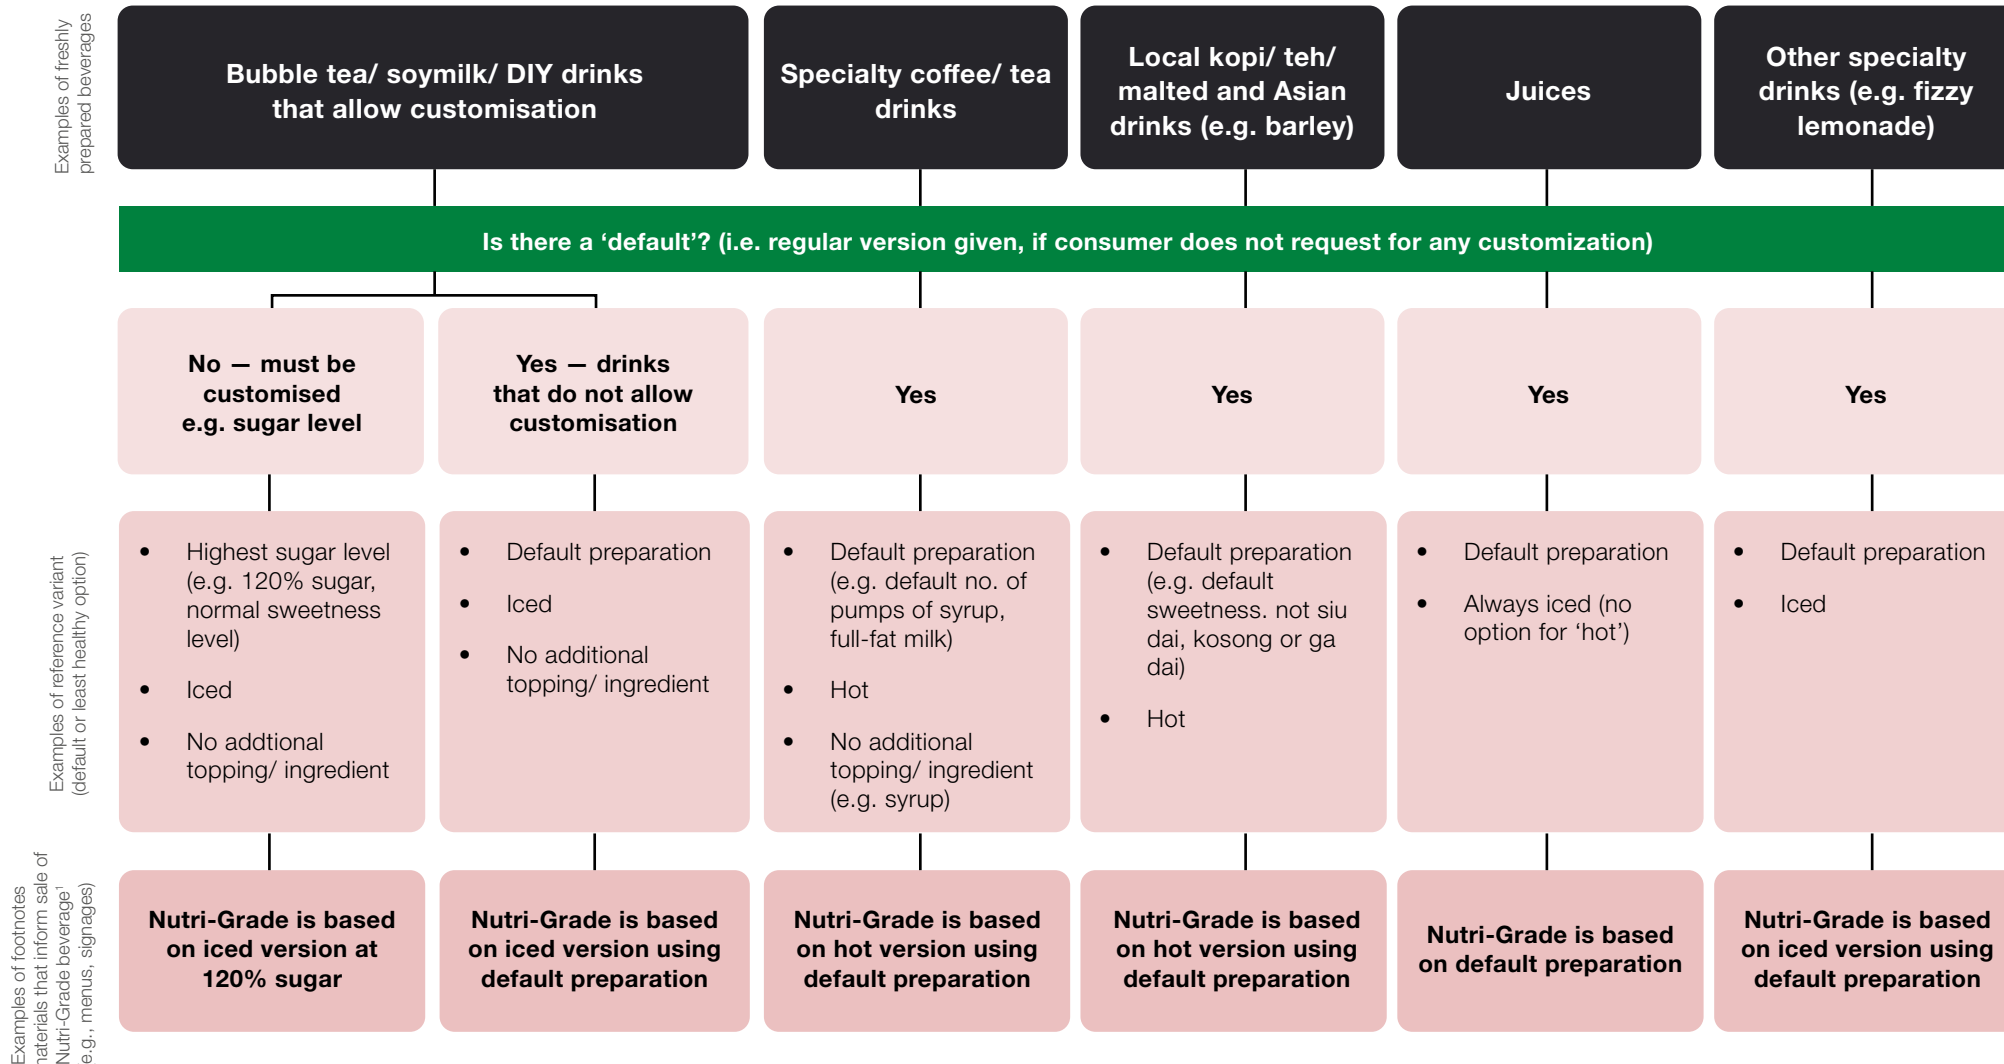 Examples of freshly
prepared beverages
Bubble tea/ soymilk/ DIY drinks
that allow customisation
Specialty coffee/ tea
drinks
Local kopi/ teh/
malted and Asian
drinks (e.g. barley)
Juices
Other specialty
drinks (e.g. fizzy
lemonade)
Is there a ‘default’? (i.e. regular version given, if consumer does not request for any customization)
No — must be
customised
e.g. sugar level
Yes — drinks
that do not allow
customisation
Yes
Yes
Yes
Yes
Examples of reference variant
(default or least healthy option)
• Highest sugar level
(e.g. 120% sugar,
normal sweetness
level)
• Iced
• No addtional
topping/ ingredient
• Default preparation
• Iced
• No additional
topping/ ingredient
• Default preparation
(e.g. default no. of
pumps of syrup,
full-fat milk)
• Hot
• No additional
topping/ ingredient
(e.g. syrup)
• Default preparation
(e.g. default
sweetness. not siu
dai, kosong or ga
dai)
• Hot
• Default preparation
• Always iced (no
option for ‘hot’)
• Default preparation
• Iced
Examples of footnotes
that inform sale of
Nutri-Grade beverage¹
e.g., menus, signages)
Nutri-Grade is based
on iced version at
120% sugar
Nutri-Grade is based
on iced version using
default preparation
Nutri-Grade is based
on hot version using
default preparation
Nutri-Grade is based
on hot version using
default preparation
Nutri-Grade is based
on default preparation
Nutri-Grade is based
on iced version using
default preparation